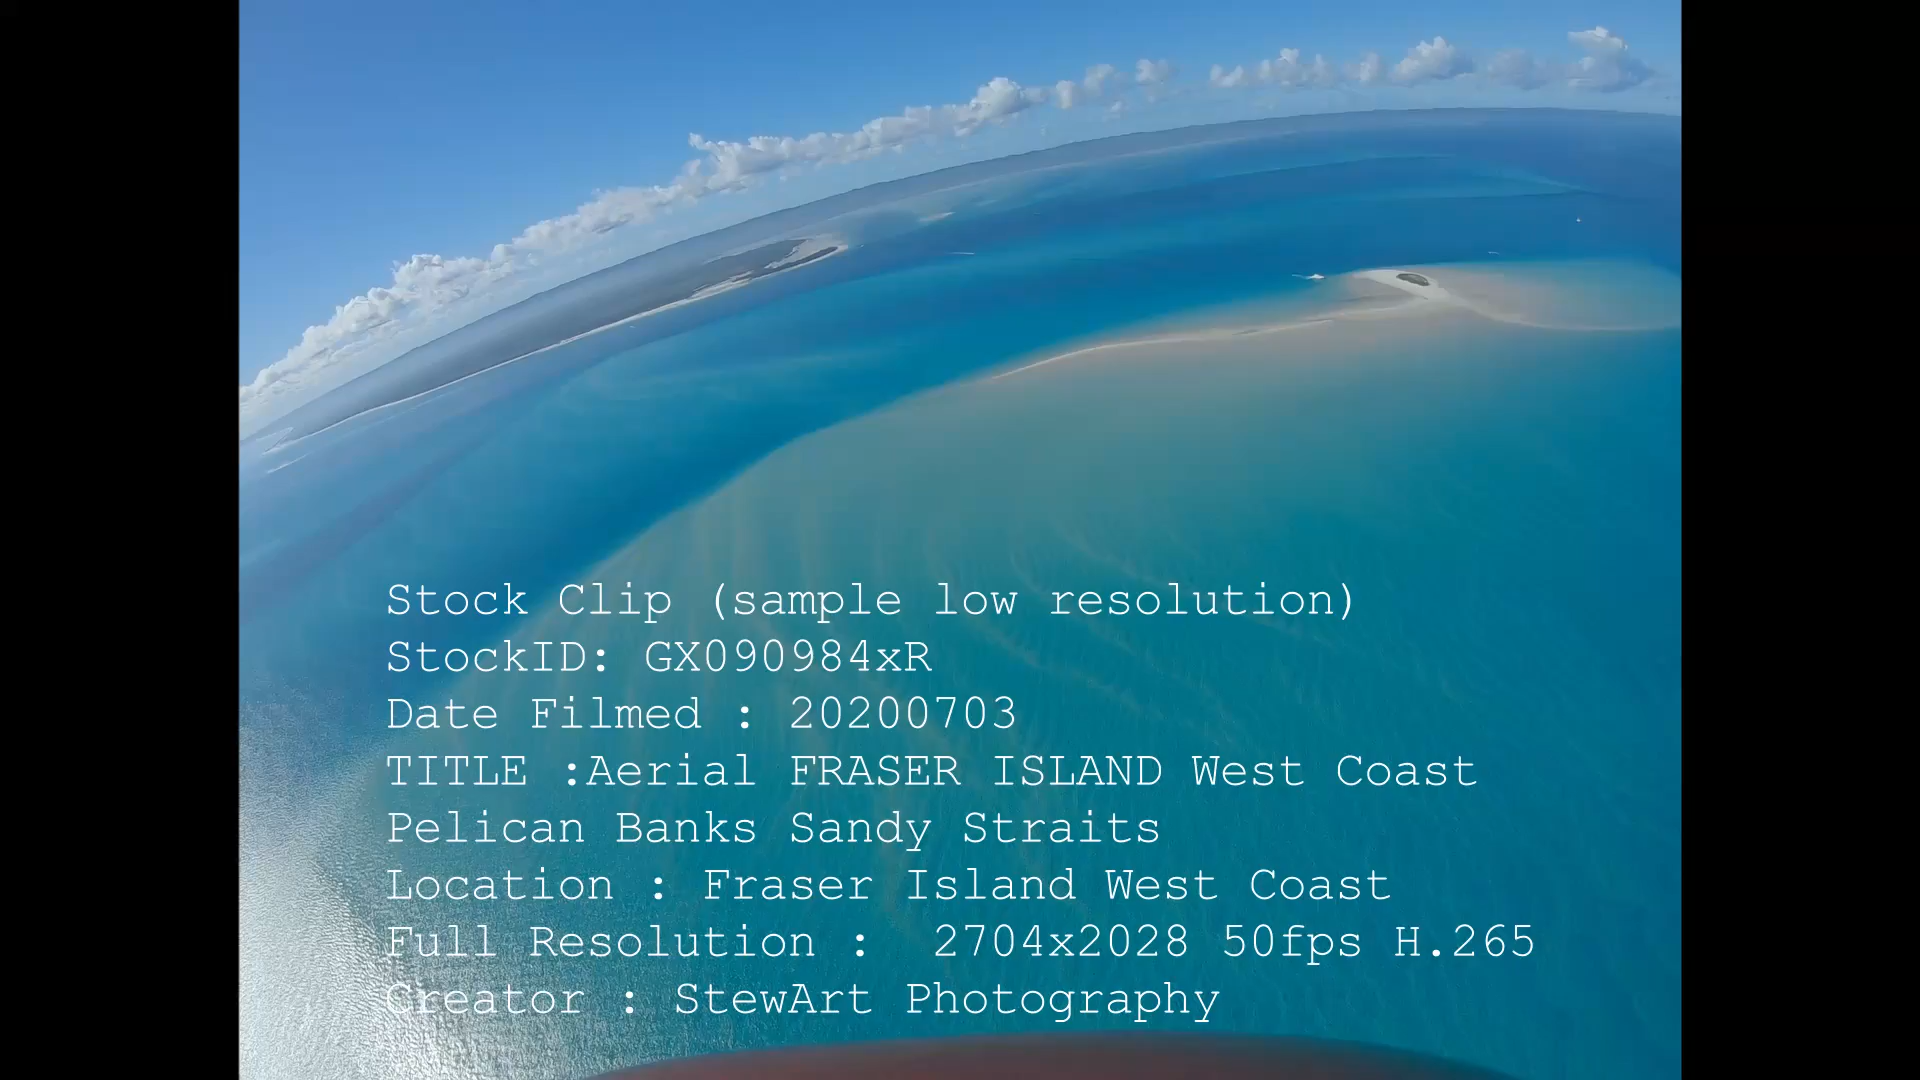 Stock Clip (sample low resolution)
StockID: GX090984xR
Date Filmed : 20200703
TITLE :Aerial FRASER ISLAND West Coast
Pelican Banks Sandy Straits
Location : Fraser Island West Coast
Full Resolution :  2704x2028 50fps H.265
Creator : StewArt Photography